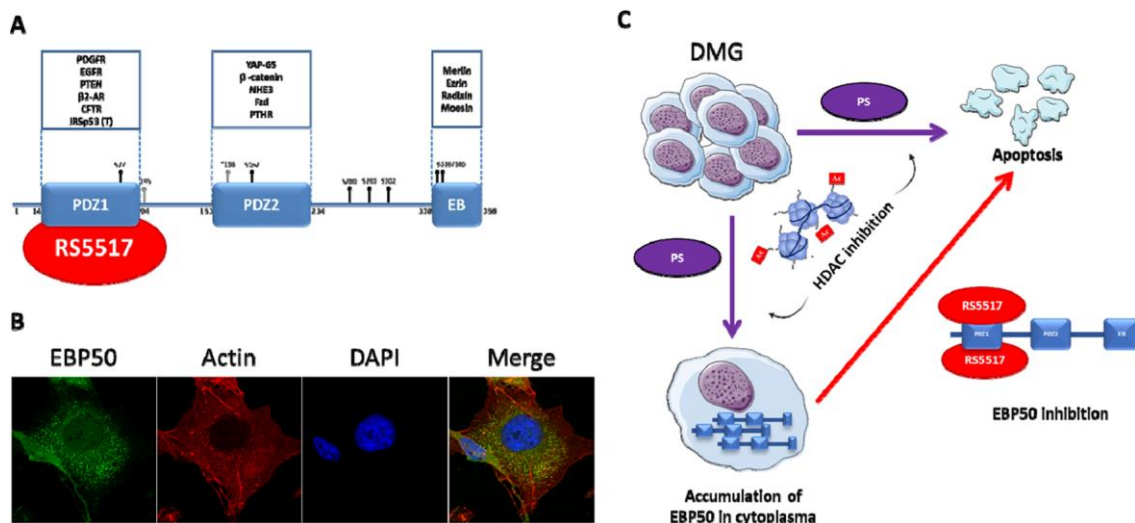 A
PDGFR
EGFR
PTEN
β2-AR
CFTR
IRSp53 (T)
YAP-65
β-catenin
NHE3
Fzd
PTHR
Merlin
Ezrin
Radixin
Moesin
PDZ1
PDZ2
EB
1
153
234
358
RS5517
B
EBP50
Actin
DAPI
Merge
C
DMG
PS
Apoptosis
Ac
Ac
Ac
HDAC inhibition
PS
RS5517
PDZ1
PDZ2
EB
RS5517
EBP50 inhibition
Accumulation of
EBP50 in cytoplasma